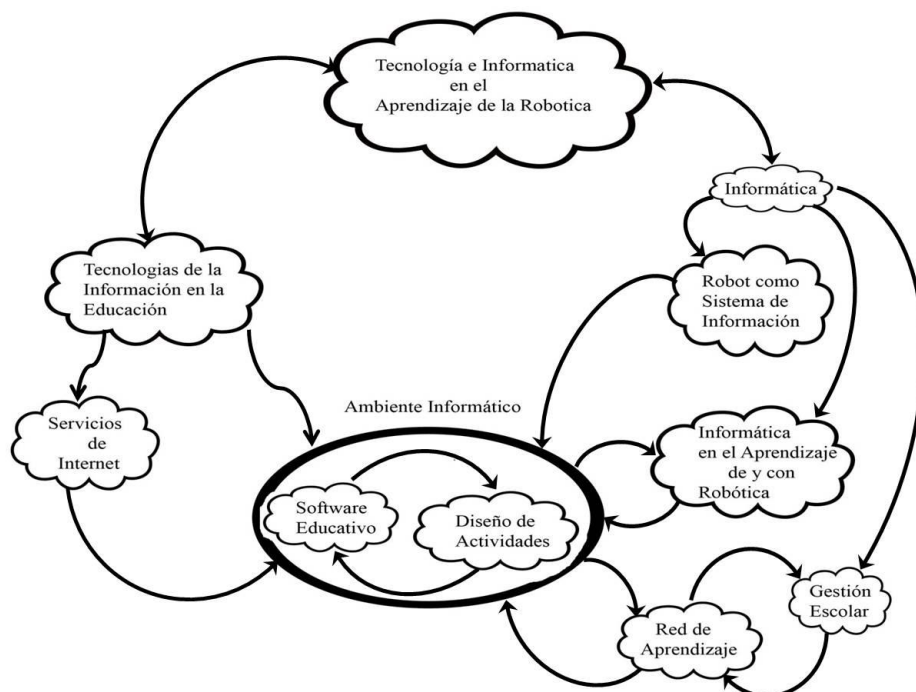 Tecnología e Informatica
en el
Aprendizaje de la Robotica
Informática
Tecnologias de la
Información en la
Educación
Robot como
Sistema de
Información
Servicios
de
Internet
Ambiente Informático
Informática
en el Aprendizaje
de y con
Robótica
Software
Educativo
Diseño de
Actividades
Gestión
Escolar
Red de
Aprendizaje